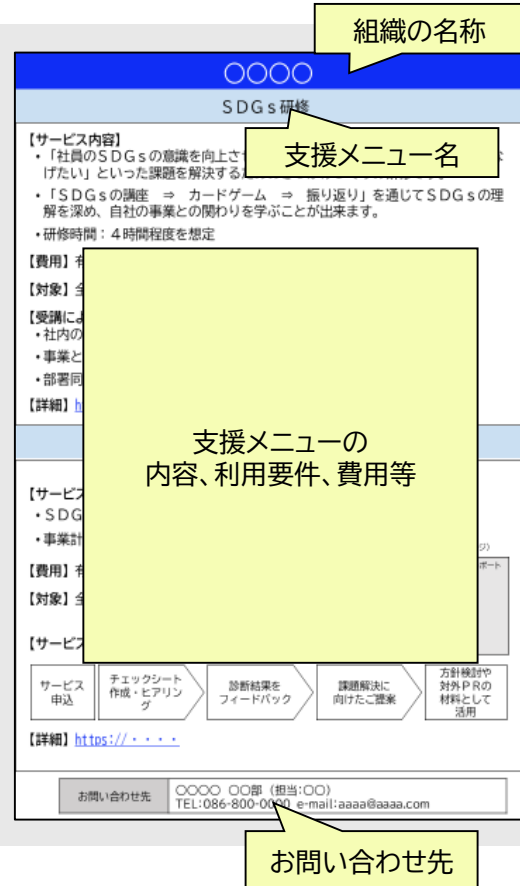 組織の名称
○○○○
SDGs研修
支援メニュー名
【サービス内容】
・「社員のSDGsの意識を向上さ
げたい」といった課題を解決する
・「SDGsの講座 ⇒ カードゲーム ⇒ 振り返り」を通じてSDGsの理
解を深め、自社の事業との関わりを学ぶことが出来ます。
・研修時間：４時間程度を想定
【費用】有
【対象】全
【受講によ
・社内の
・事業と
・部署同
【詳細】h
支援メニューの
内容、利用要件、費用等
【サービス
・SDG
・事業計
【費用】有
【対象】全
【サービス
サービス
申込
チェックシート
作成・ヒアリン
グ
診断結果を
フィードバック
課題解決に
向けたご提案
方針検討や
対外PRの
材料として
活用
【詳細】https://・・・・
お問い合わせ先
○○○○ ○○部（担当:○○）
TEL:086-800-0000 e-mail:aaaa@aaaa.com
お問い合わせ先